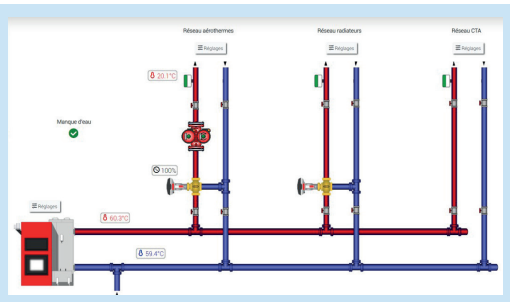 Réseau aérothermes
Réseau radiateurs
Réseau CTA
Réglages
Réglages
Réglages
20.1°C
Manque d'eau
100%
Réglages
60.3°C
59.4°C